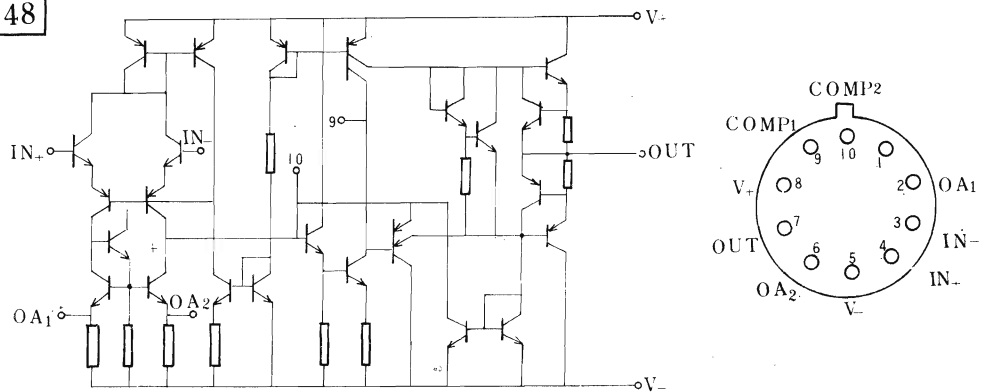 48
V+
IN+
IN-
9
10
OUT
OA1
OA2
V-
COMP2
COMP1
10
9
1
V+
8
2
OA1
7
3
IN-
OUT
6
5
4
IN+
OA2
V-